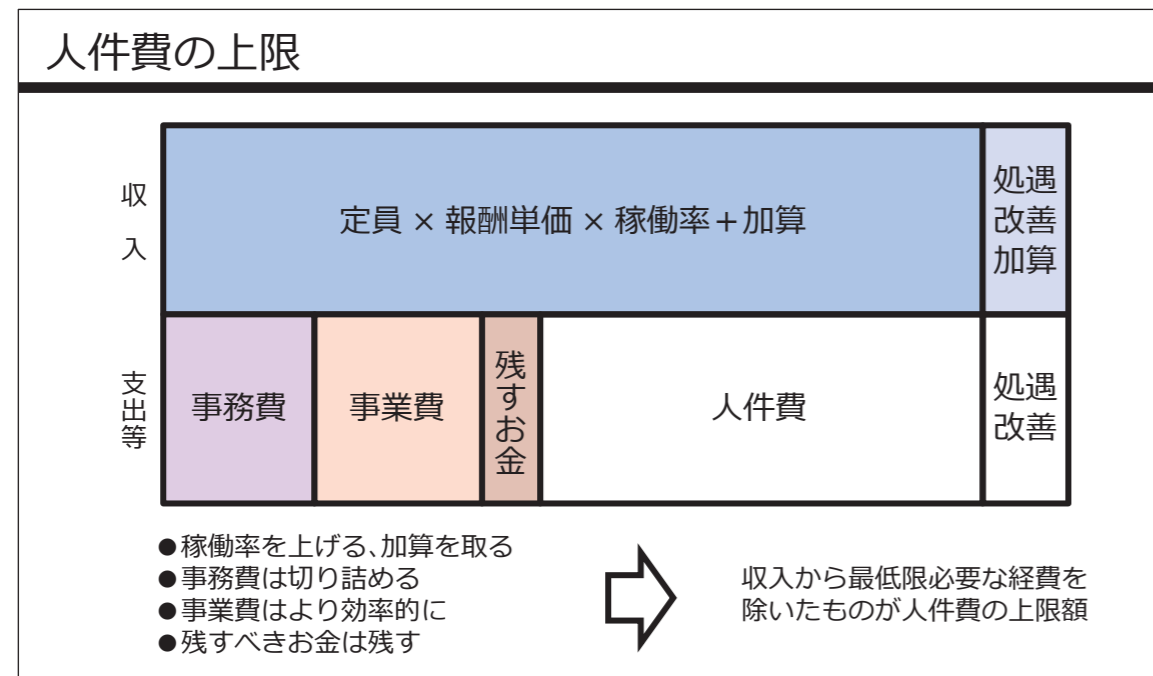 人件費の上限
収入
定員 × 報酬単価 × 稼働率＋加算
処遇
改善
加算
支出等
事務費
事業費
残すお金
人件費
処遇
改善
●稼働率を上げる、加算を取る
●事務費は切り詰める
●事業費はより効率的に
●残すべきお金は残す
収入から最低限必要な経費を
除いたものが人件費の上限額